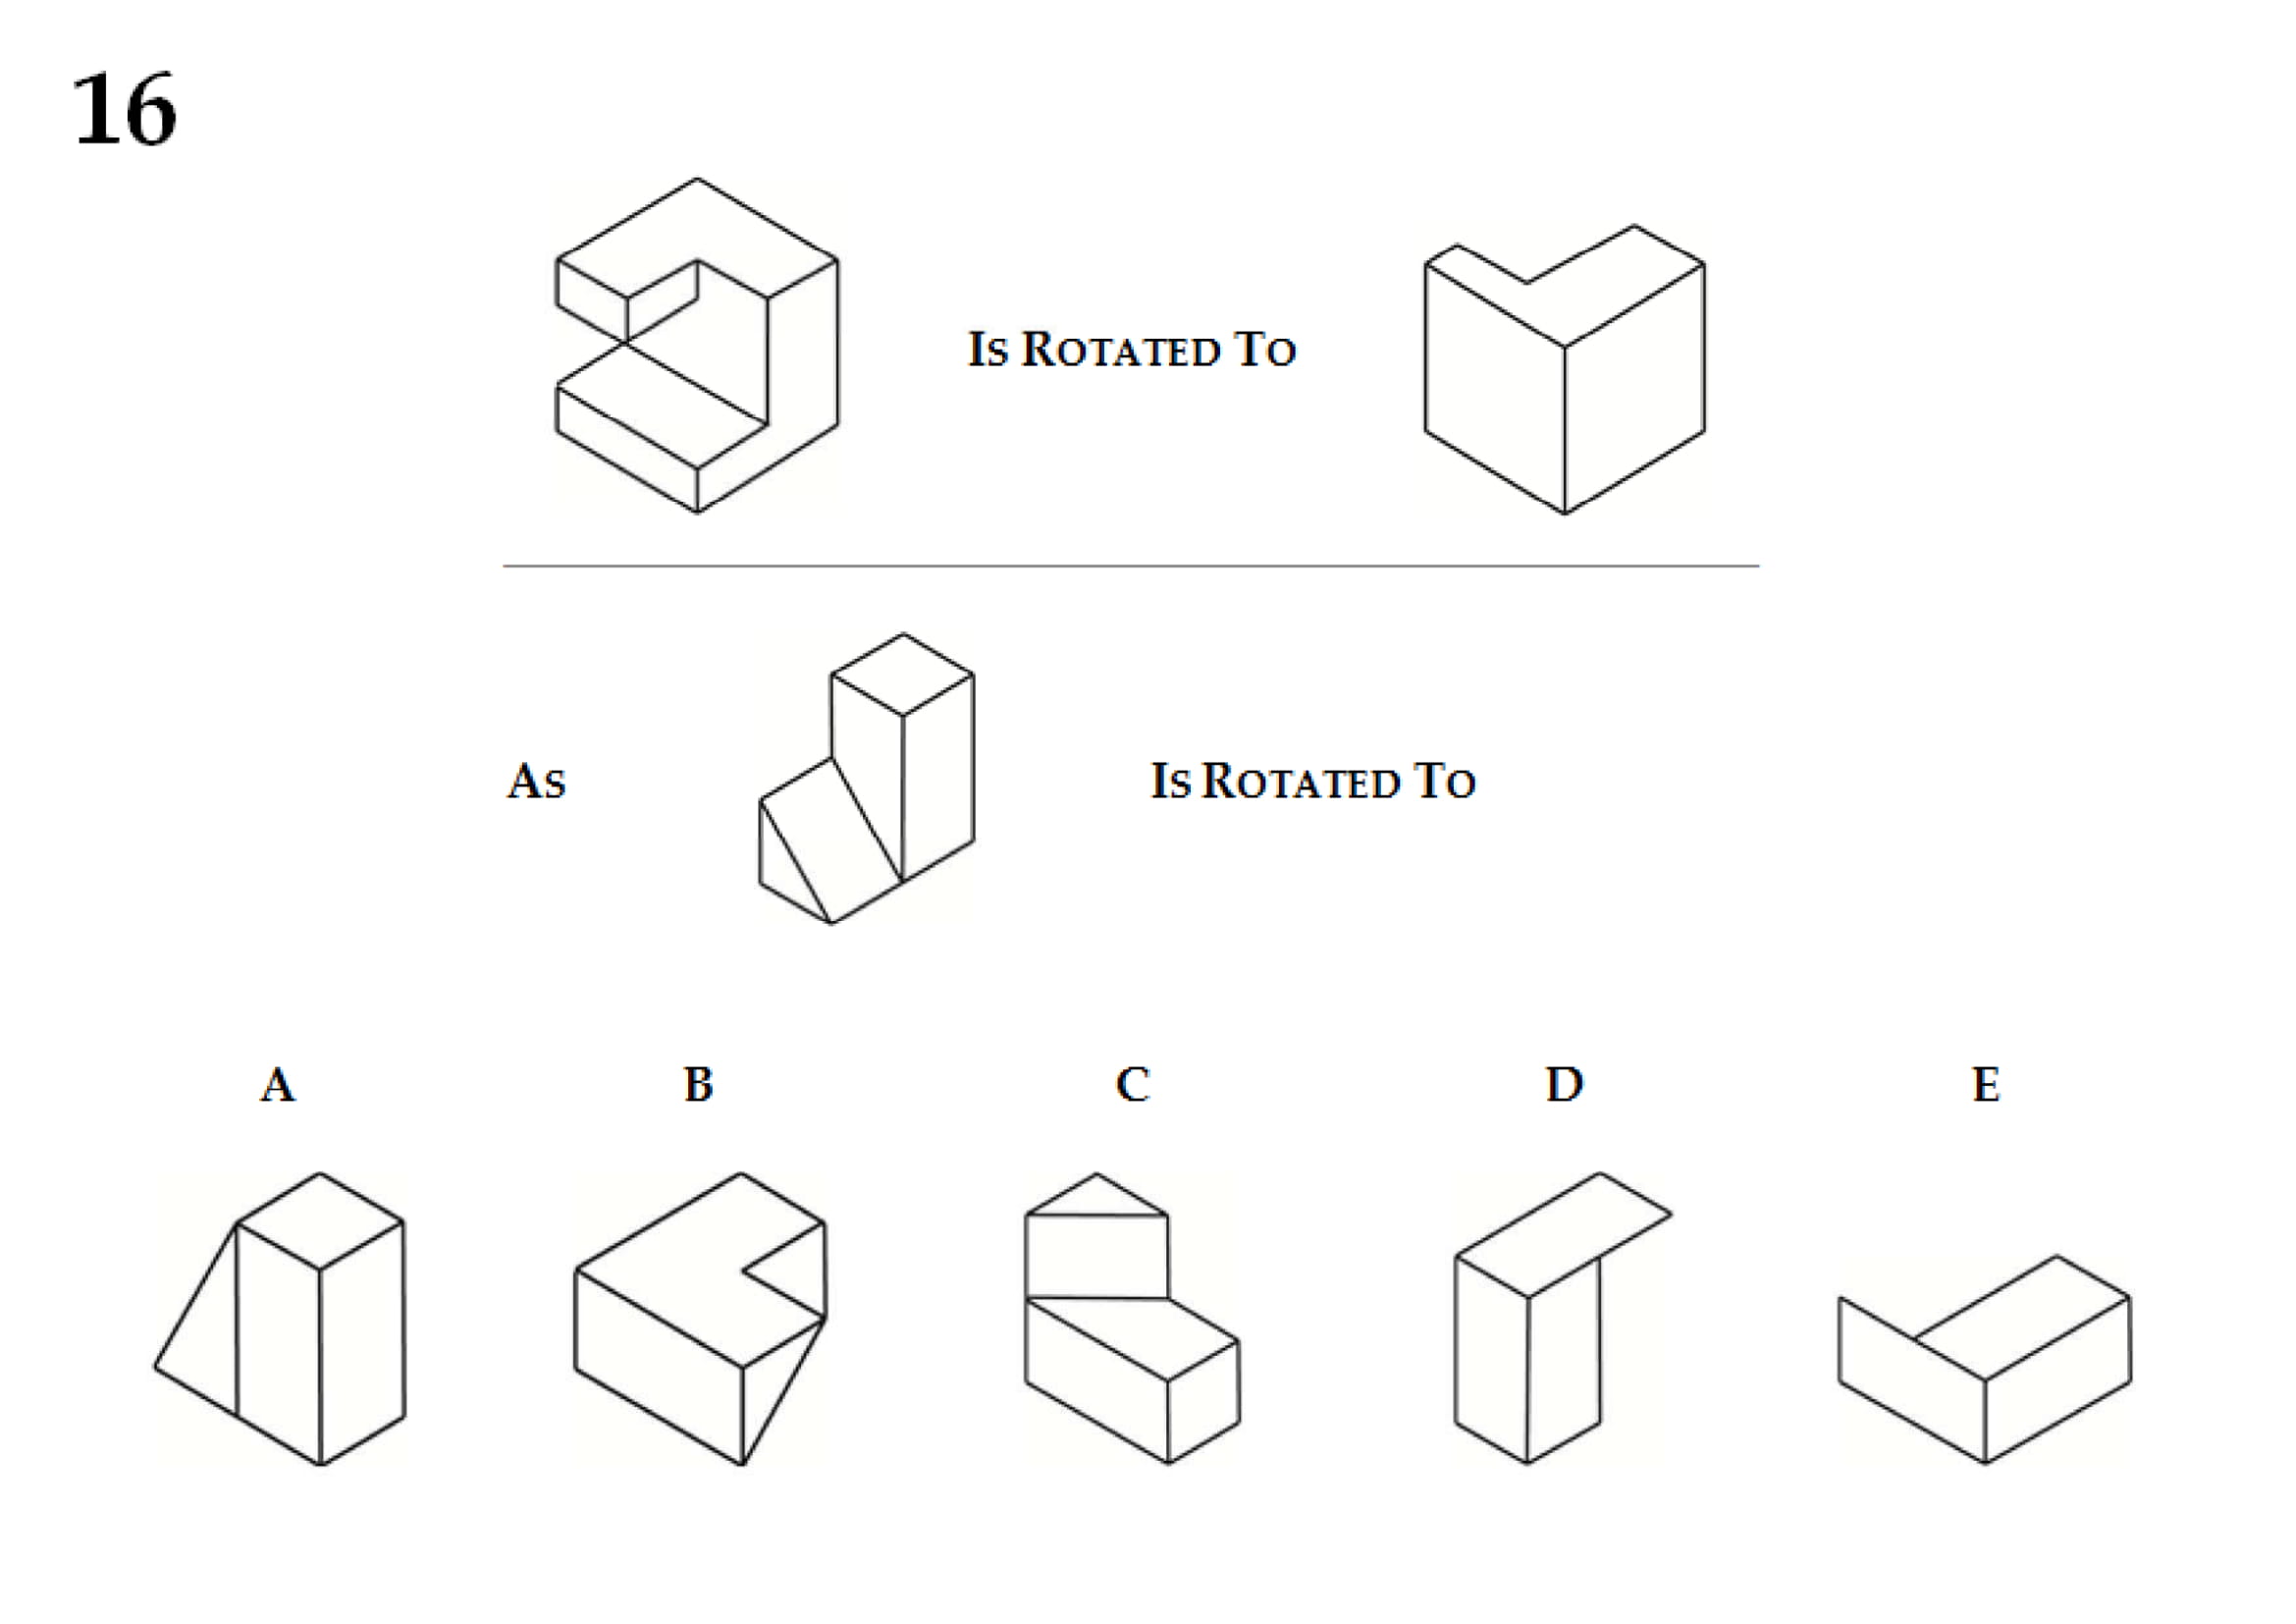 16
IS ROTATED TO
AS
IS ROTATED TO
A B C D E